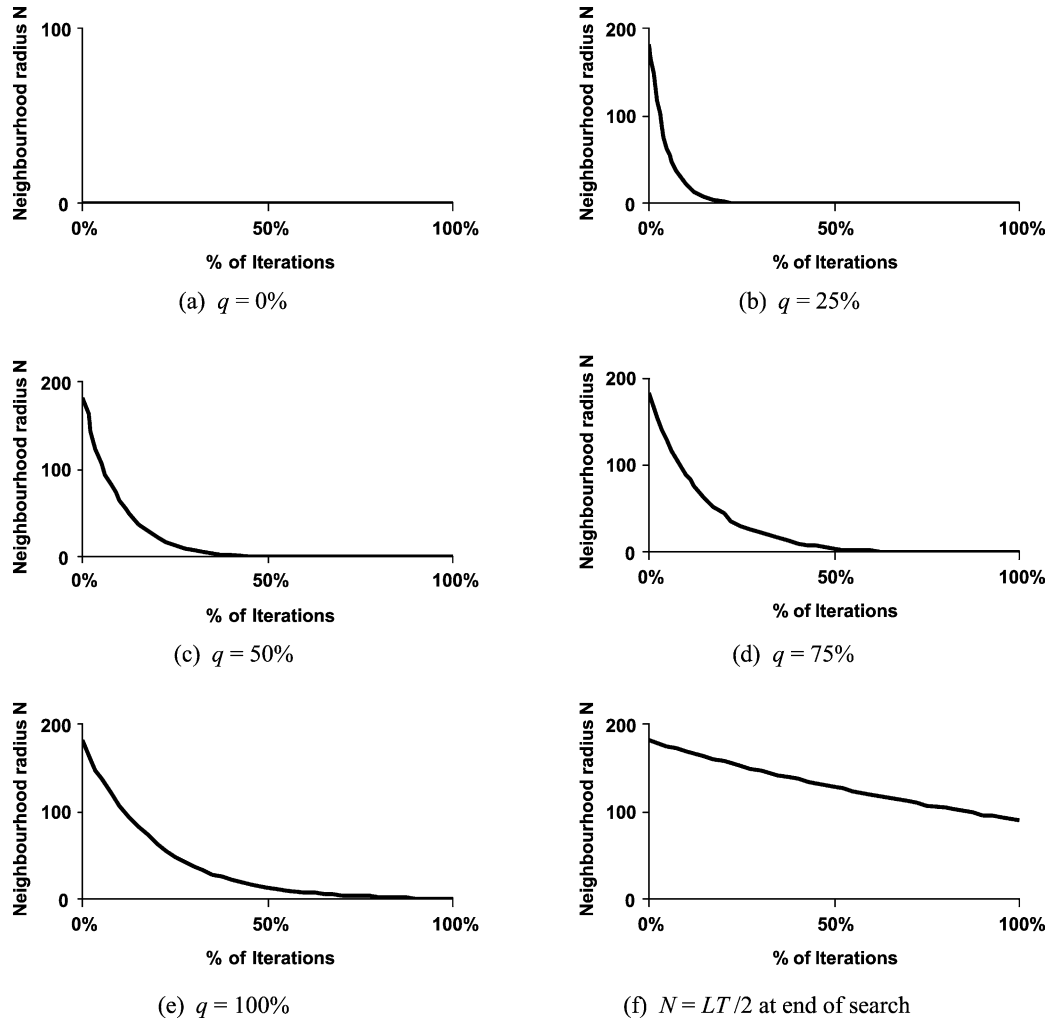 Neighbourhood radius N
100
0
0%
50%
100%
% of Iterations
(a) q = 0%
Neighbourhood radius N
200
100
0
0%
50%
100%
% of Iterations
(b) q = 25%
Neighbourhood radius N
200
100
0
0%
50%
100%
% of Iterations
(c) q = 50%
Neighbourhood radius N
200
100
0
0%
50%
100%
% of Iterations
(d) q = 75%
Neighbourhood radius N
200
100
0
0%
50%
100%
% of Iterations
(e) q = 100%
Neighbourhood radius N
200
100
0
0%
50%
100%
% of Iterations
(f) N = LT /2 at end of search